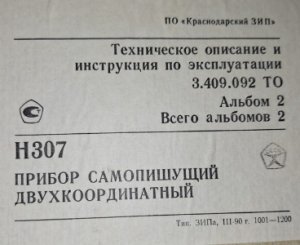 ПО «Краснодарский ЗИП»
Техническое описание и
инструкция по эксплуатации
3.409.092 ТО
Альбом 2
Всего альбомов 2
Н307
ПРИБОР САМОПИШУЩИЙ
ДВУХКООРДИНАТНЫЙ
Тип. ЗИПа, III-90 г. 1001—1200